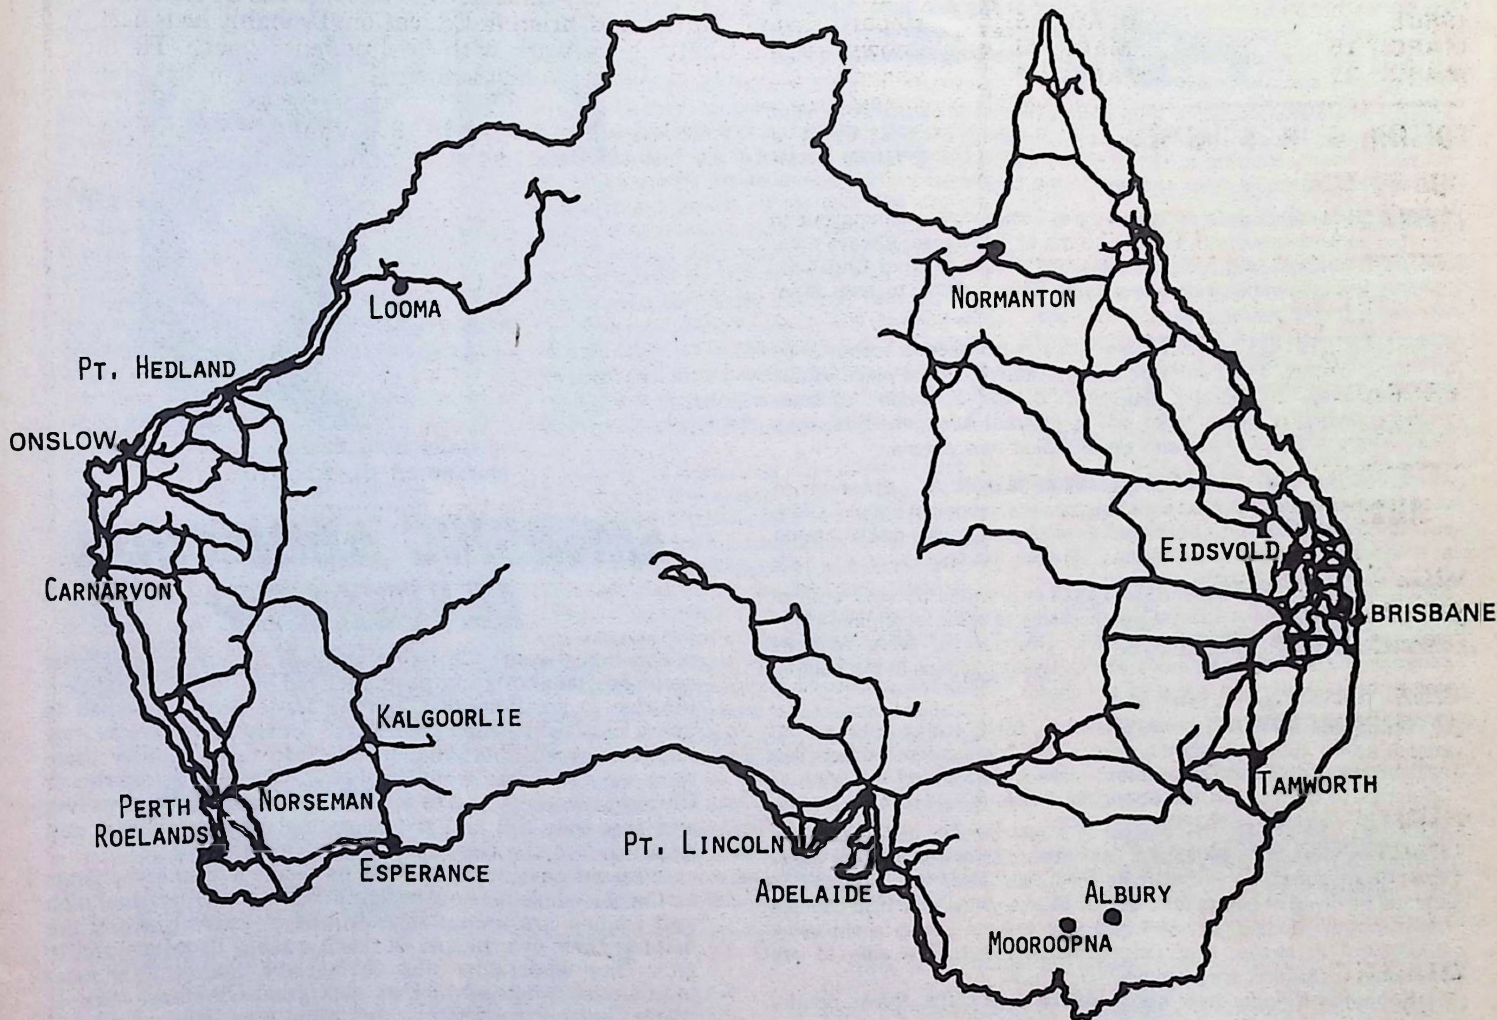 LOOMA
NORMANTON
PT. HEDLAND
ONSLOW
EIDSVOLD
CARNARVON
BRISBANE
KALGOORLIE
TAMWORTH
PERTH
NORSEMAN
ROELANDS
PT. LINCOLN
ESPERANCE
ADELAIDE
ALBURY
MOOROOPNA